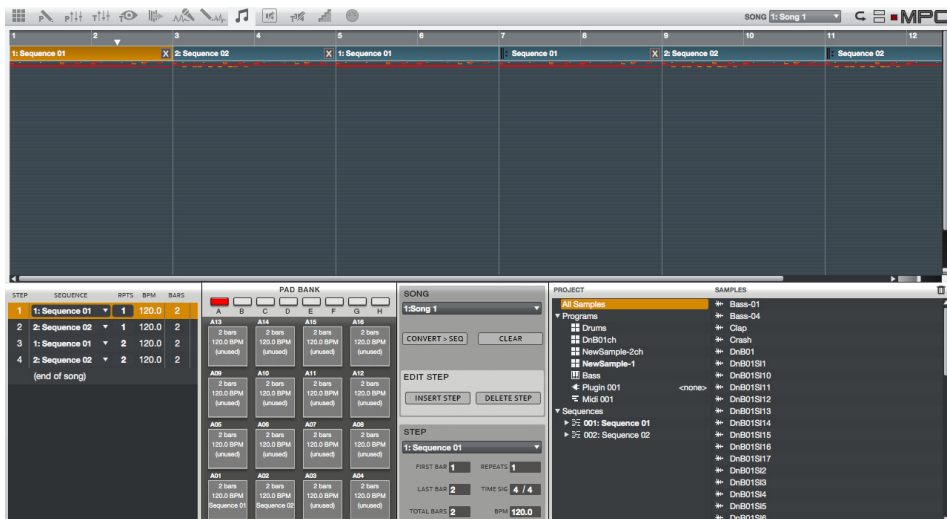 SONG 1: Song 1 MPC
1 2 3 4 5 6 7 8 9 10 11 12
1: Sequence 01 X 2: Sequence 02 X 1: Sequence 01 Sequence 01 X 2: Sequence 02 Sequence 02
STEP SEQUENCE RPTS BPM BARS
1 1: Sequence 01 1 120.0 2
2 2: Sequence 02 1 120.0 2
3 1: Sequence 01 2 120.0 2
4 2: Sequence 02 2 120.0 2
(end of song)
PAD BANK
A B C D E F G H
A13 A14 A15 A16
2 bars 2 bars 2 bars 2 bars
120.0 BPM 120.0 BPM 120.0 BPM 120.0 BPM
(unused) (unused) (unused) (unused)
A09 A10 A11 A12
2 bars 2 bars 2 bars 2 bars
120.0 BPM 120.0 BPM 120.0 BPM 120.0 BPM
(unused) (unused) (unused) (unused)
A05 A06 A07 A08
2 bars 2 bars 2 bars 2 bars
120.0 BPM 120.0 BPM 120.0 BPM 120.0 BPM
(unused) (unused) (unused) (unused)
A01 A02 A03 A04
2 bars 2 bars 2 bars 2 bars
120.0 BPM 120.0 BPM 120.0 BPM 120.0 BPM
Sequence 01 Sequence 02 (unused) (unused)
SONG
1:Song 1
CONVERT > SEQ CLEAR
EDIT STEP
INSERT STEP DELETE STEP
STEP
1: Sequence 01
FIRST BAR 1 REPEATS 1
LAST BAR 2 TIME SIG 4 / 4
TOTAL BARS 2 BPM 120.0
PROJECT
All Samples
Programs
Drums
DnB01ch
NewSample-2ch
NewSample-1
Bass
Plugin 001 <none>
Midi 001
Sequences
001: Sequence 01
002: Sequence 02
SAMPLES
Bass-01
Bass-04
Clap
Crash
DnB01
DnB01Sl1
DnB01Sl10
DnB01Sl11
DnB01Sl12
DnB01Sl13
DnB01Sl14
DnB01Sl15
DnB01Sl16
DnB01Sl17
DnB01Sl2
DnB01Sl3
DnB01Sl4
DnB01Sl5
DnB01Sl6